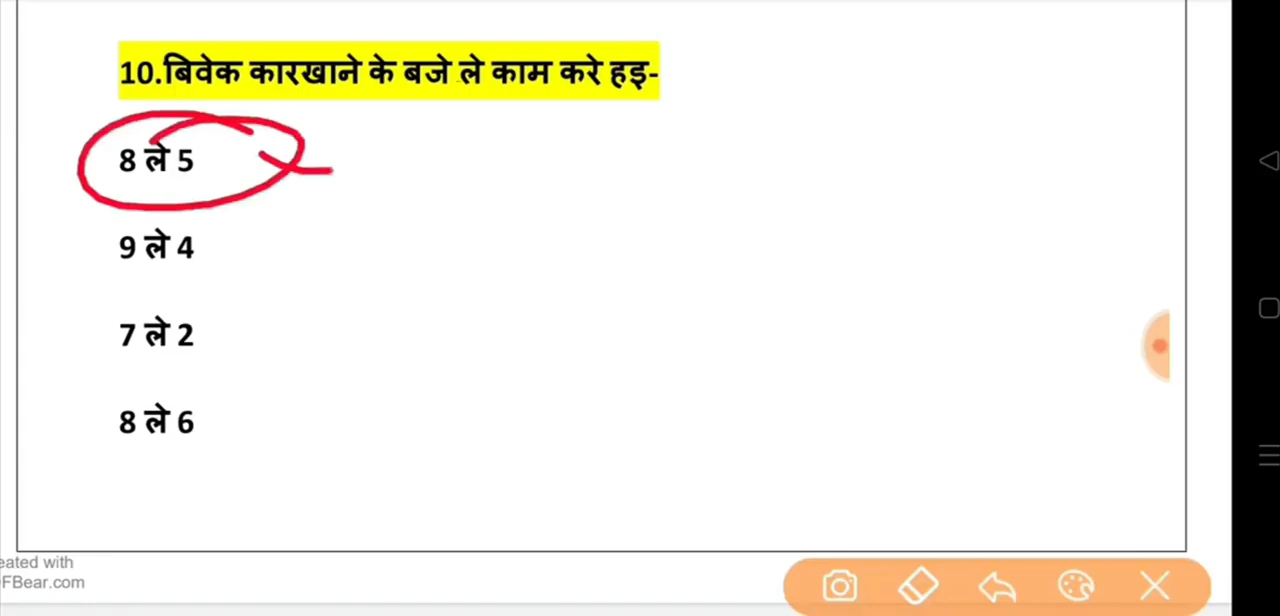 10.बिवेक कारखाने के बजे ले काम करे हइ-
8 ले 5
9 ले 4
7 ले 2
8 ले 6
eated with
FBear.com